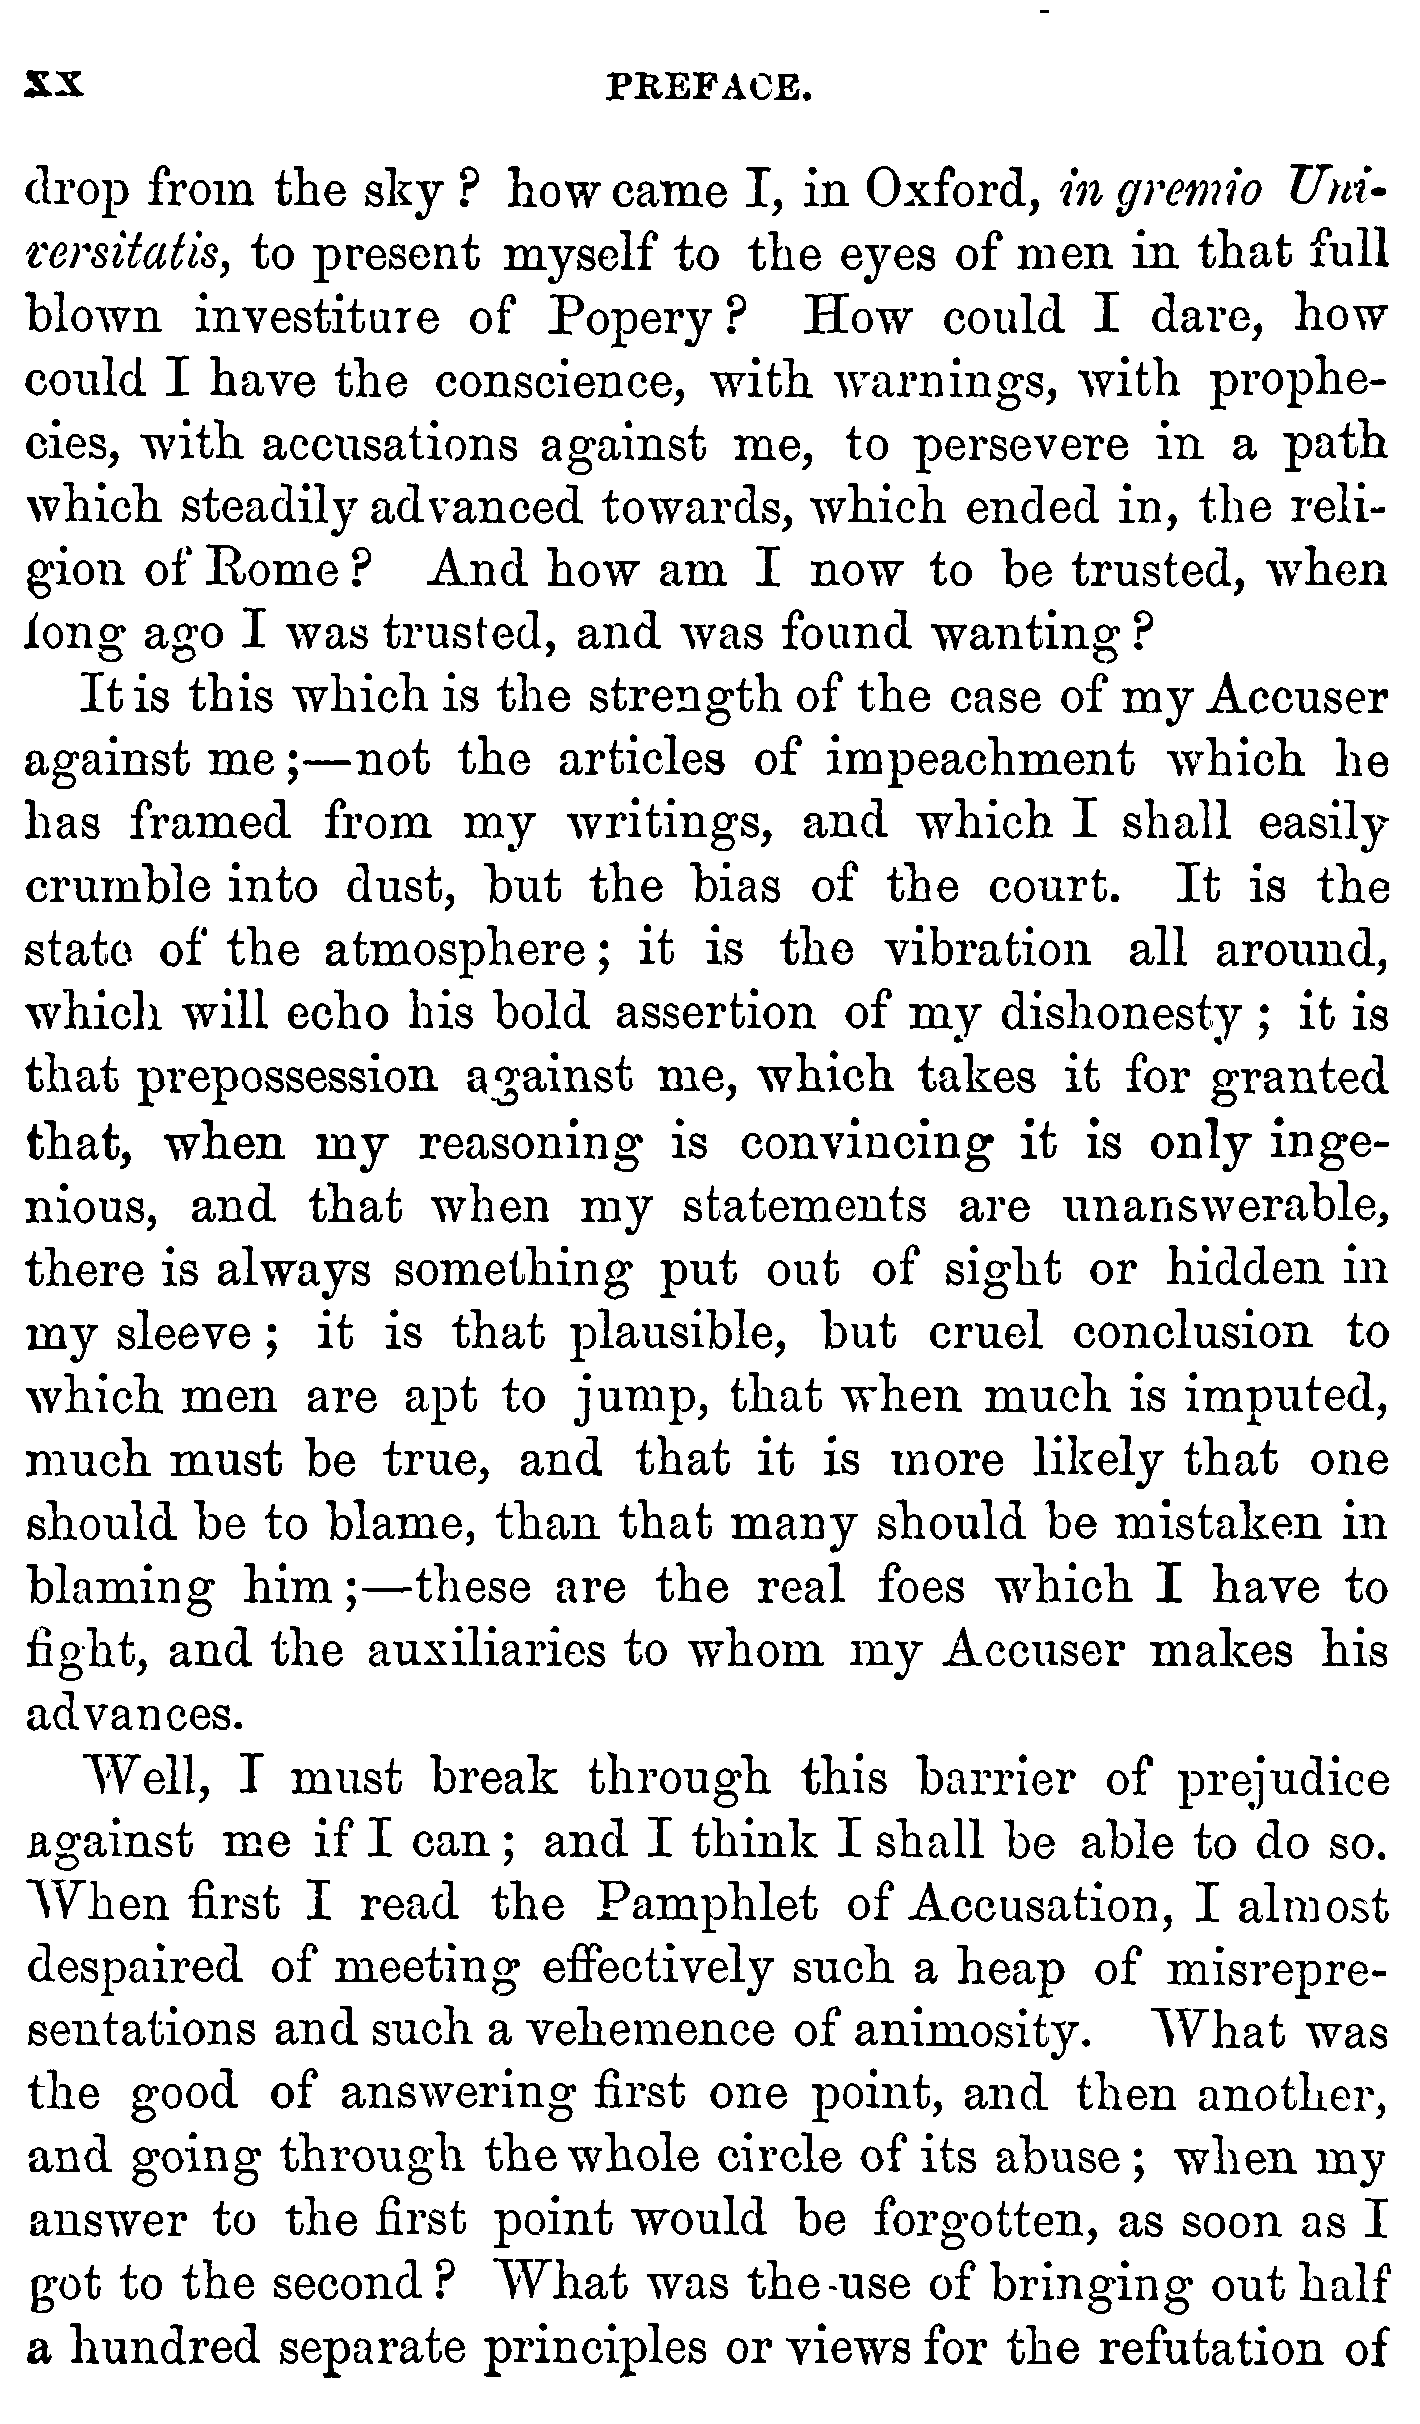 xx PREFACE.
drop from the sky? how came I, in Oxford, in gremio Uni-
versitatis, to present myself to the eyes of men in that full
blown investiture of Popery? How could I dare, how
could I have the conscience, with warnings, with prophe-
cies, with accusations against me, to persevere in a path
which steadily advanced towards, which ended in, the reli-
gion of Rome? And how am I now to be trusted, when
long ago I was trusted, and was found wanting?
It is this which is the strength of the case of my Accuser
against me;—not the articles of impeachment which he
has framed from my writings, and which I shall easily
crumble into dust, but the bias of the court. It is the
state of the atmosphere; it is the vibration all around,
which will echo his bold assertion of my dishonesty; it is
that prepossession against me, which takes it for granted
that, when my reasoning is convincing it is only inge-
nious, and that when my statements are unanswerable,
there is always something put out of sight or hidden in
my sleeve; it is that plausible, but cruel conclusion to
which men are apt to jump, that when much is imputed,
much must be true, and that it is more likely that one
should be to blame, than that many should be mistaken in
blaming him;—these are the real foes which I have to
fight, and the auxiliaries to whom my Accuser makes his
advances.
Well, I must break through this barrier of prejudice
against me if I can; and I think I shall be able to do so.
When first I read the Pamphlet of Accusation, I almost
despaired of meeting effectively such a heap of misrepre-
sentations and such a vehemence of animosity. What was
the good of answering first one point, and then another,
and going through the whole circle of its abuse; when my
answer to the first point would be forgotten, as soon as I
got to the second? What was the use of bringing out half
a hundred separate principles or views for the refutation of